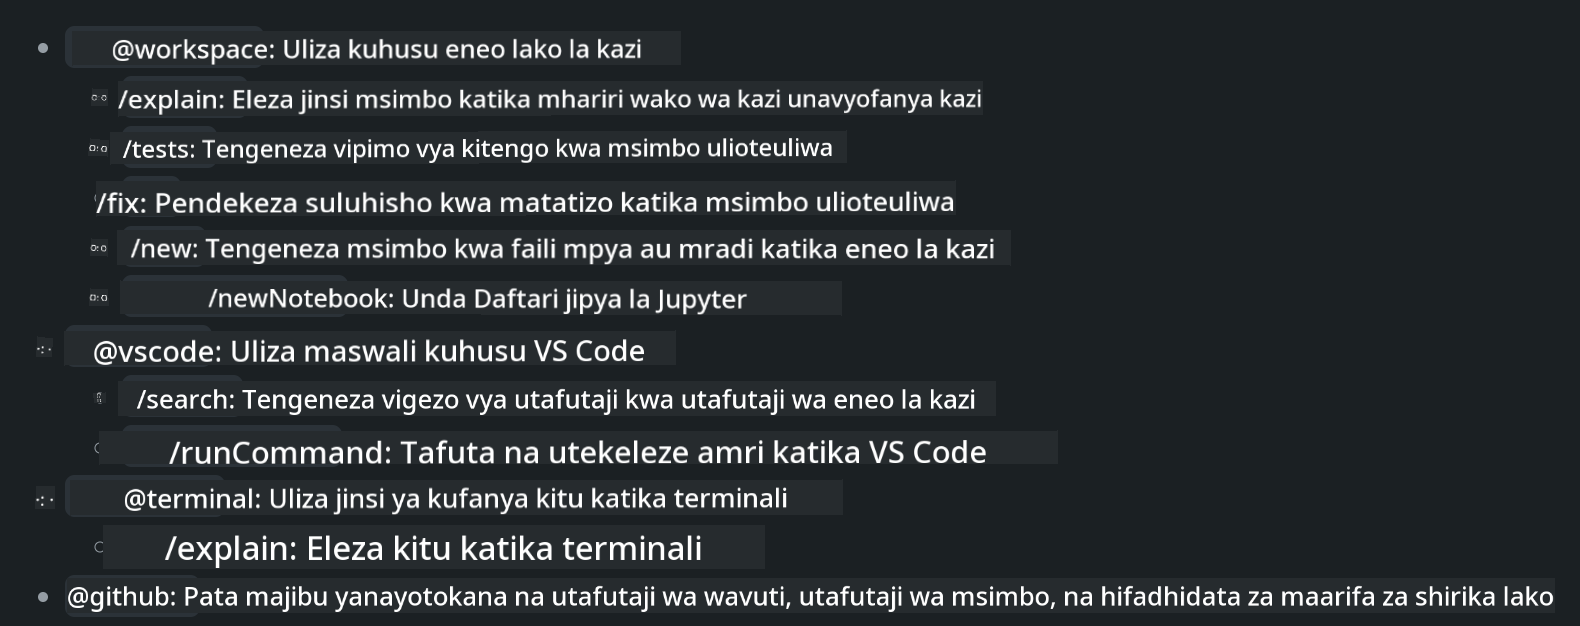 @workspace: Uliza kuhusu eneo lako la kazi
/explain: Eleza jinsi msimbo katika mhariri wako wa kazi unavyofanya kazi
/tests: Tengeneza vipimo vya kitengo kwa msimbo ulioteuliwa
/fix: Pendekeza suluhisho kwa matatizo katika msimbo ulioteuliwa
/new: Tengeneza msimbo kwa faili mpya au mradi katika eneo la kazi
/newNotebook: Unda Daftari jipya la Jupyter
@vscode: Uliza maswali kuhusu VS Code
/search: Tengeneza vigezo vya utafutaji kwa utafutaji wa eneo la kazi
/runCommand: Tafuta na utekeleze amri katika VS Code
@terminal: Uliza jinsi ya kufanya kitu katika terminali
/explain: Eleza kitu katika terminali
@github: Pata majibu yanayotokana na utafutaji wa wavuti, utafutaji wa msimbo, na hifadhidata za maarifa za shirika lako